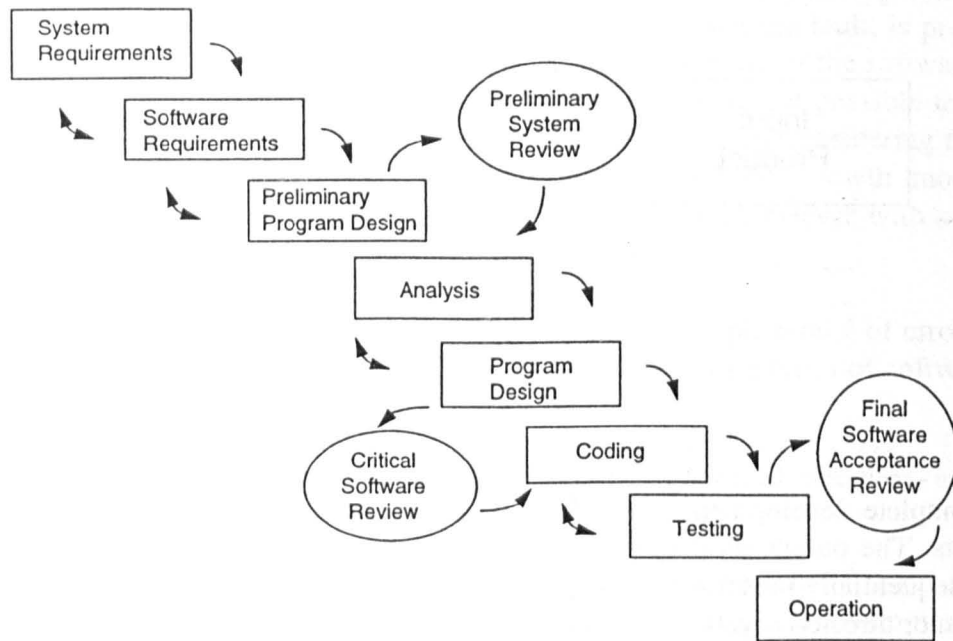 System
Requirements
Software
Requirements
Preliminary
System
Review
Preliminary
Program Design
Analysis
Program
Design
Critical
Software
Review
Coding
Final
Software
Acceptance
Review
Testing
Operation